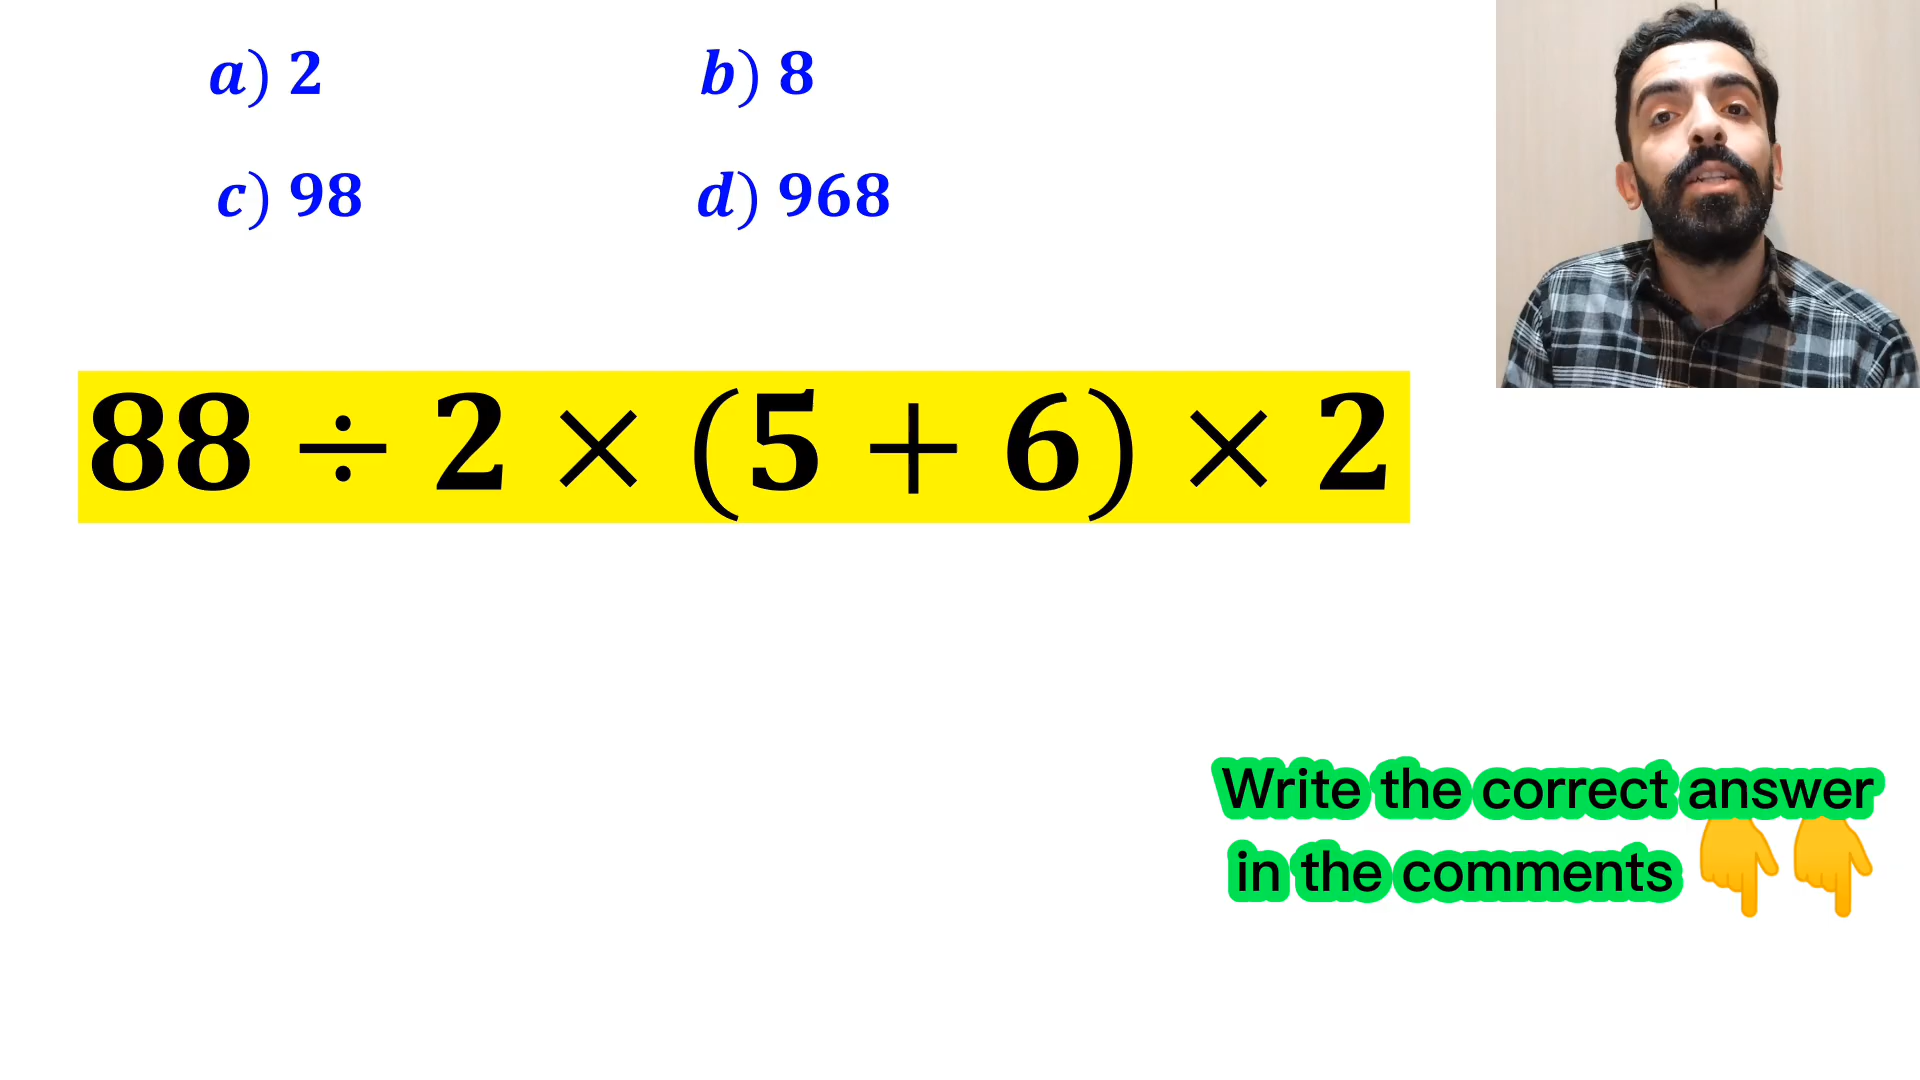 a) 2
b) 8
c) 98
d) 968
88 ÷ 2 × (5 + 6) × 2
Write the correct answer
in the comments 👇👇